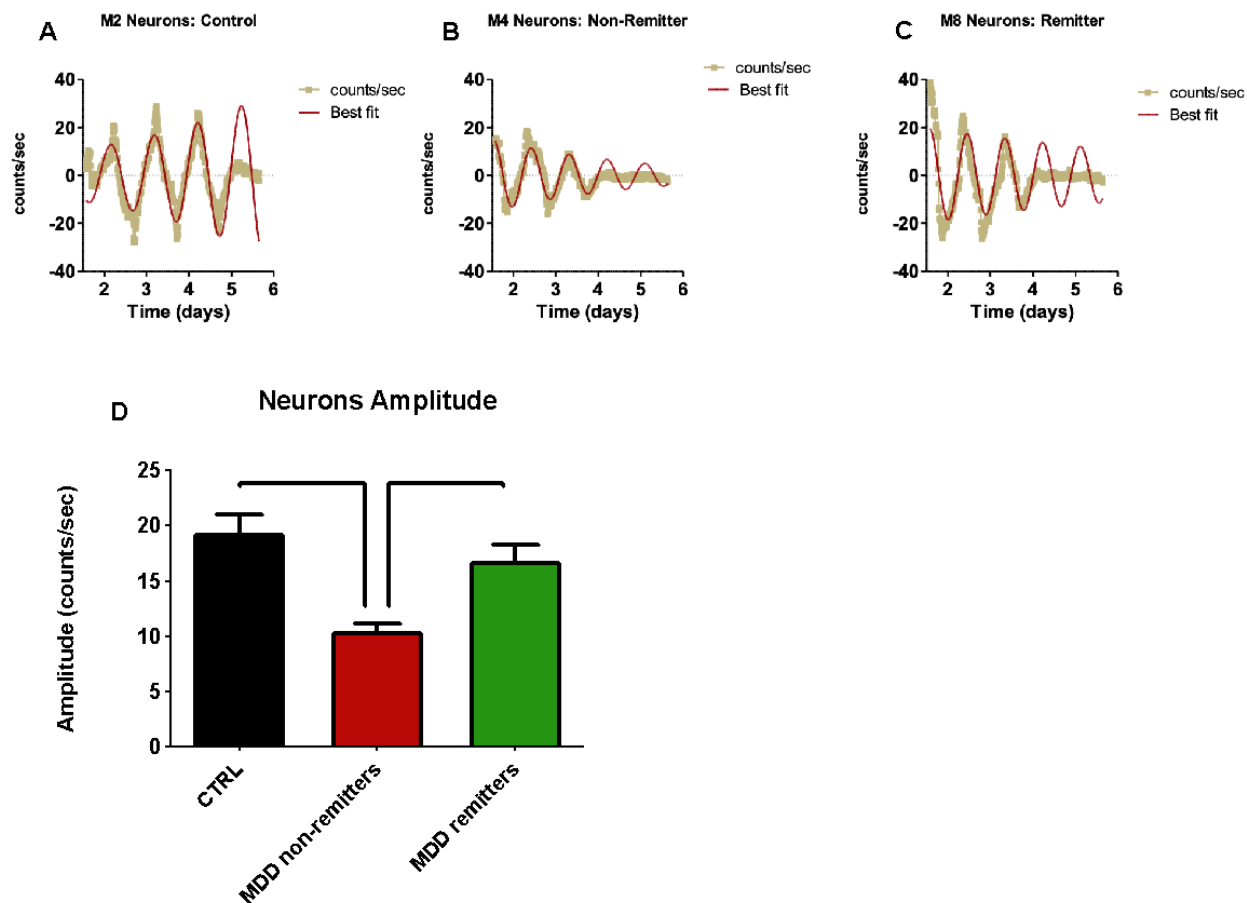 A
M2 Neurons: Control
counts/sec
Best fit
40
20
0
-20
-40
counts/sec
2 3 4 5 6
Time (days)
B
M4 Neurons: Non-Remitter
counts/sec
Best fit
40
20
0
-20
-40
counts/sec
2 3 4 5 6
Time (days)
C
M8 Neurons: Remitter
counts/sec
Best fit
40
20
0
-20
-40
counts/sec
2 3 4 5 6
Time (days)
D
Neurons Amplitude
25
20
15
10
5
0
Amplitude (counts/sec)
CTRL
MDD non-remitters
MDD remitters